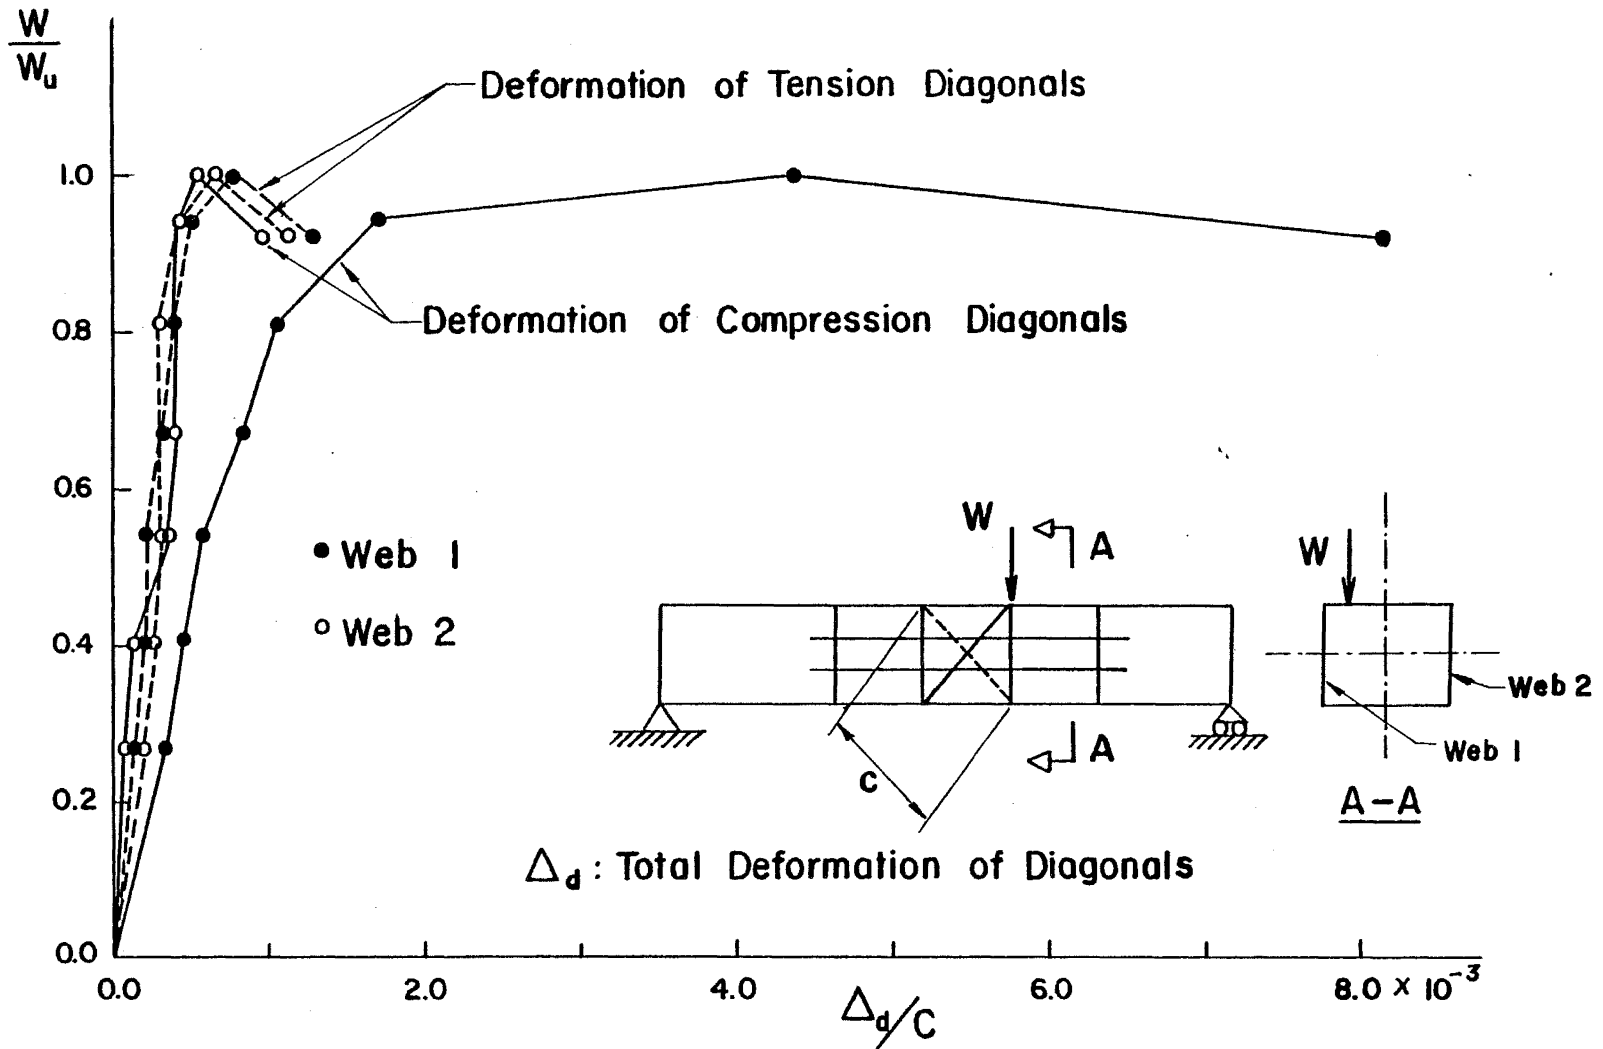 W
Wu
Deformation of Tension Diagonals
1.0
Deformation of Compression Diagonals
0.8
0.6
W
A
Web 1
W
Web 2
0.4
Web 2
A
Web 1
C
0.2
A-A
Δd : Total Deformation of Diagonals
0.0
0.0 2.0 4.0 6.0 8.0 × 10-3
Δd/C